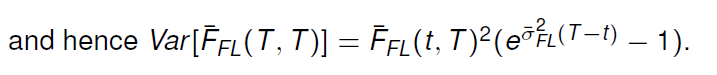 and hence Var[F̄_FL(T, T)] = F̄_FL(t, T)²(e^{σ̄²_FL(T−t)} − 1).